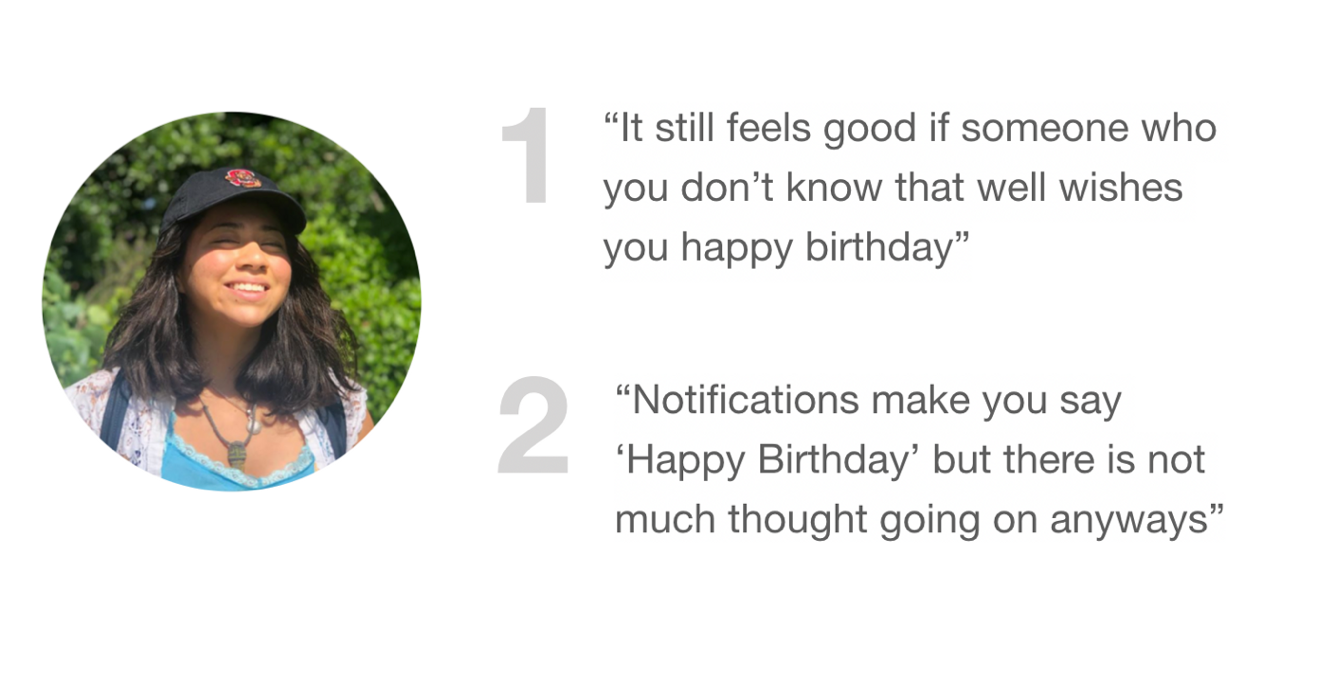 1
“It still feels good if someone who
you don’t know that well wishes
you happy birthday”
2
“Notifications make you say
‘Happy Birthday’ but there is not
much thought going on anyways”